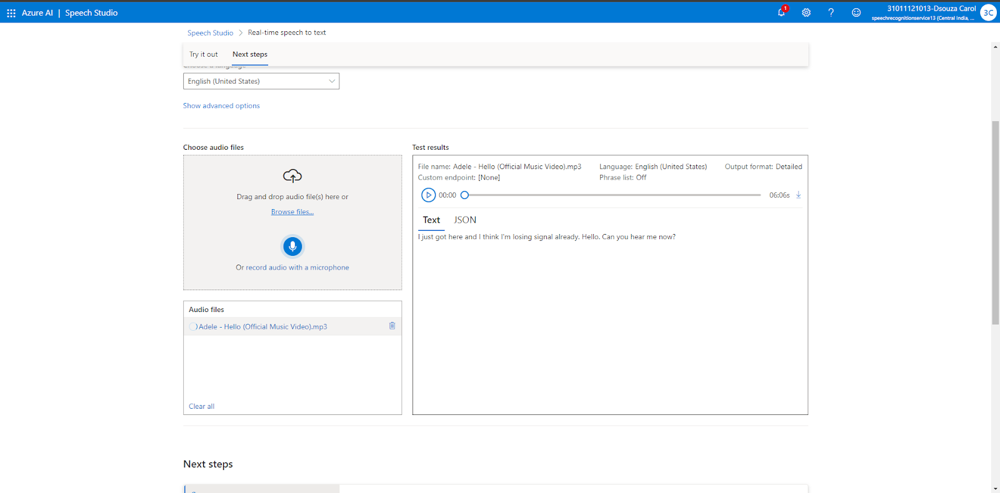 Azure AI | Speech Studio
1
31011121013-Dsouza Carol
speechrecognitionservice13 (Central India, ...
3C
Speech Studio > Real-time speech to text
Try it out Next steps
Choose a language
English (United States)
Show advanced options
Choose audio files
Drag and drop audio file(s) here or
Browse files...
Or record audio with a microphone
Audio files
Adele - Hello (Official Music Video).mp3
Clear all
Test results
File name: Adele - Hello (Official Music Video).mp3 Language: English (United States) Output format: Detailed
Custom endpoint: [None] Phrase list: Off
00:00 06:06s
Text JSON
I just got here and I think I'm losing signal already. Hello. Can you hear me now?
Next steps